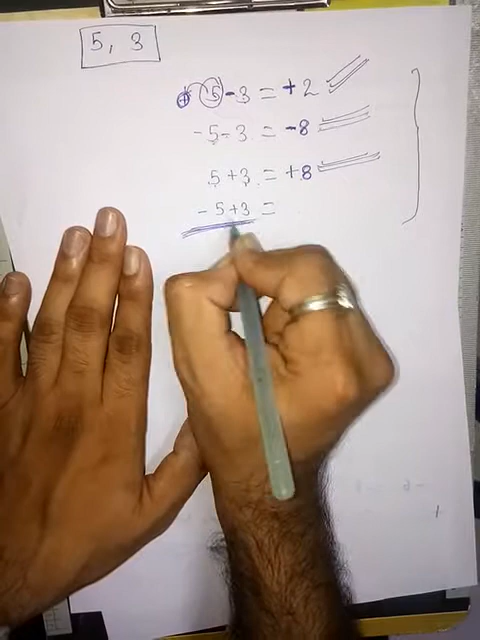 5, 3
+5-3 = +2
-5-3 = -8
5+3 = +8
-5+3 =